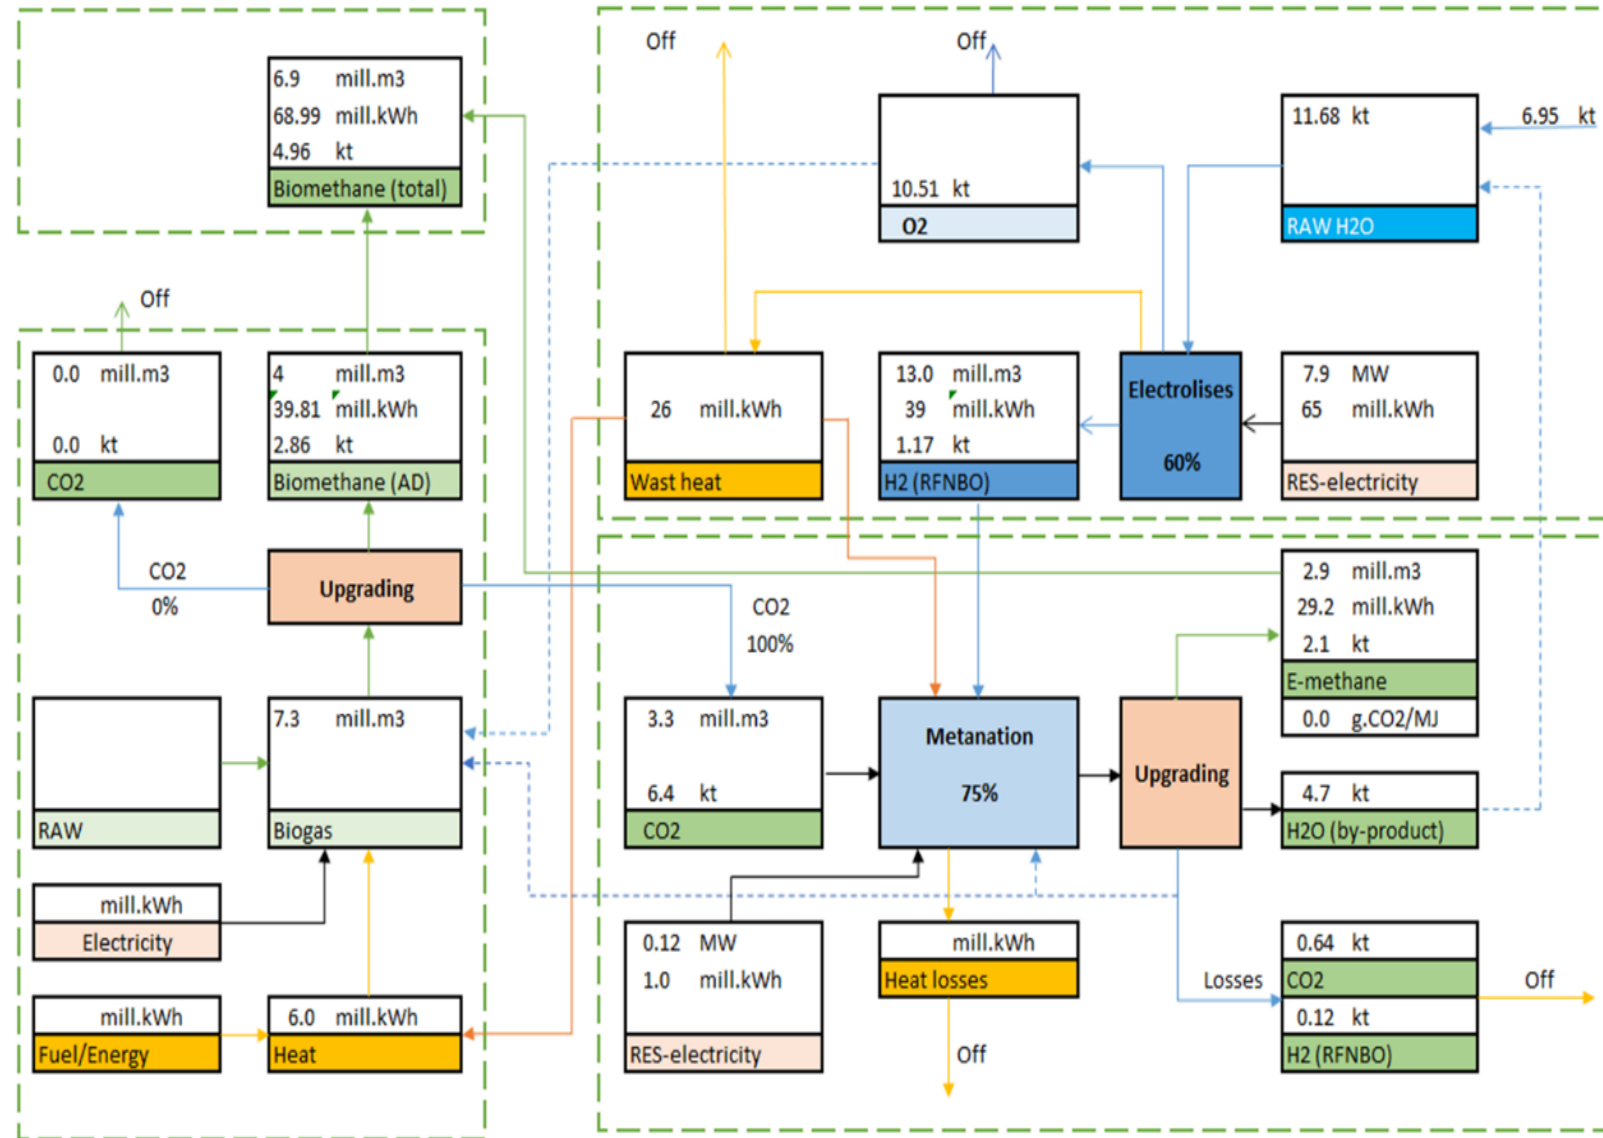 6.9 mill.m3
68.99 mill.kWh
4.96 kt
Biomethane (total)
Off
0.0 mill.m3
0.0 kt
CO2
4 mill.m3
39.81 mill.kWh
2.86 kt
Biomethane (AD)
CO2
0%
Upgrading
RAW
7.3 mill.m3
Biogas
mill.kWh
Electricity
mill.kWh
Fuel/Energy
6.0 mill.kWh
Heat
Off
Off
10.51 kt
O2
11.68 kt
RAW H2O
6.95 kt
26 mill.kWh
Wast heat
13.0 mill.m3
39 mill.kWh
1.17 kt
H2 (RFNBO)
Electrolises
60%
7.9 MW
65 mill.kWh
RES-electricity
CO2
100%
3.3 mill.m3
6.4 kt
CO2
Metanation
75%
Upgrading
2.9 mill.m3
29.2 mill.kWh
2.1 kt
E-methane
0.0 g.CO2/MJ
4.7 kt
H2O (by-product)
0.12 MW
1.0 mill.kWh
RES-electricity
mill.kWh
Heat losses
Off
Losses
0.64 kt
CO2
0.12 kt
H2 (RFNBO)
Off